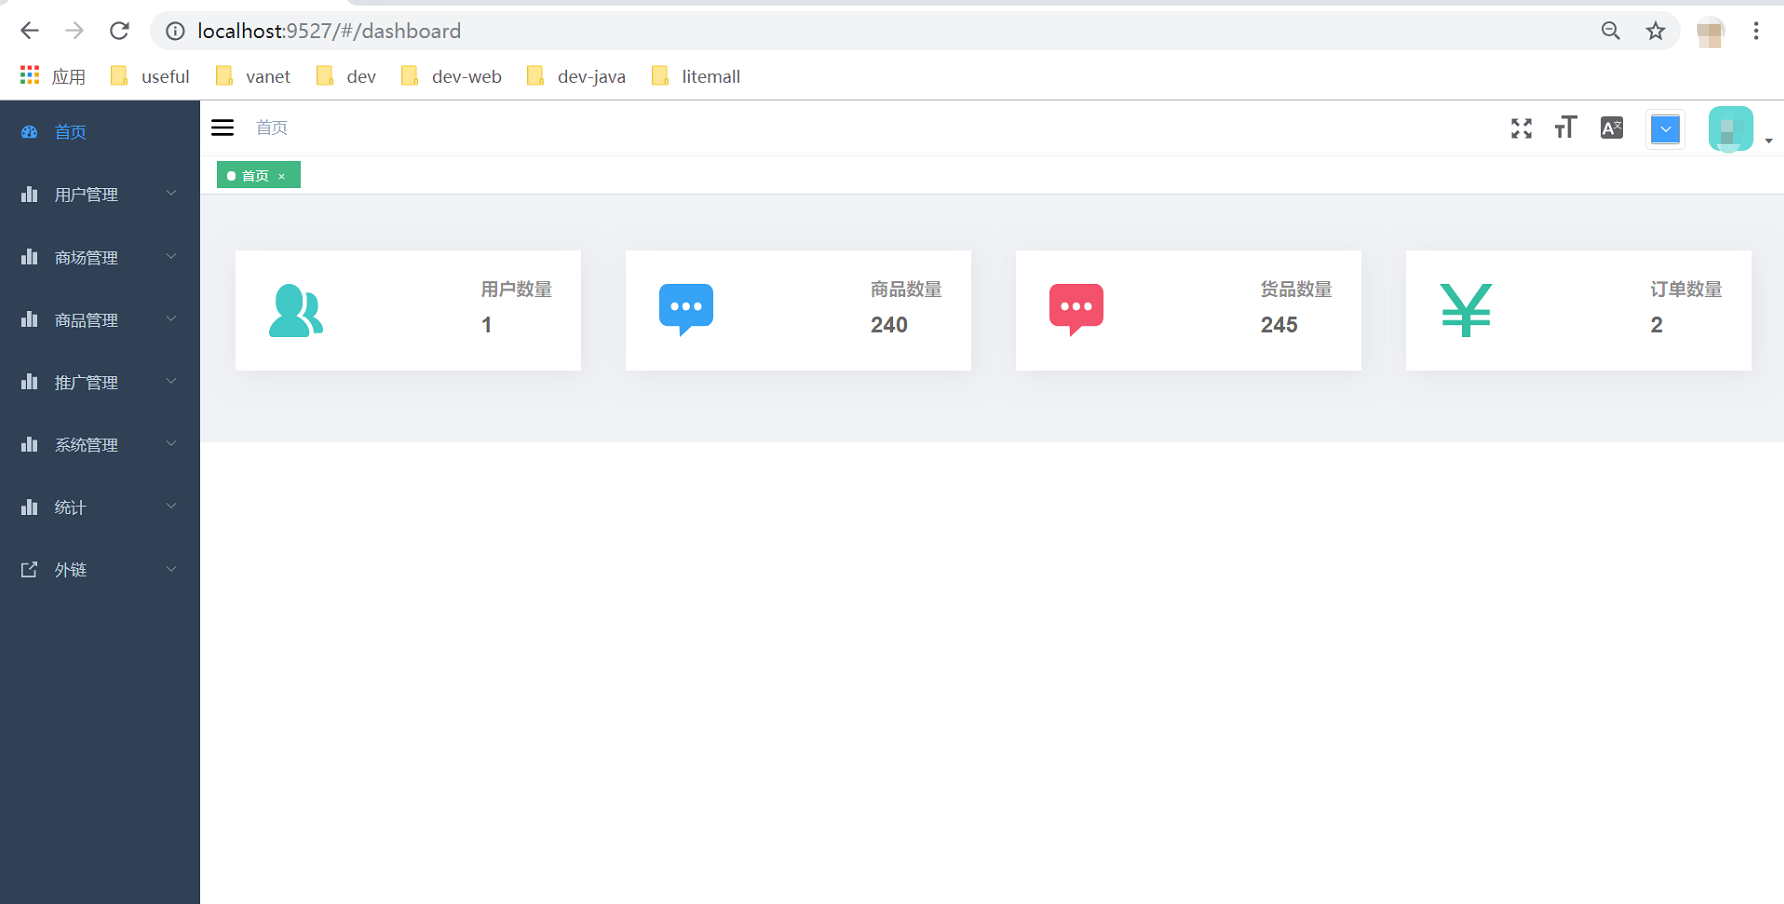 localhost:9527/#/dashboard
应用 useful vanet dev dev-web dev-java litemall
首页
用户管理
商场管理
商品管理
推广管理
系统管理
统计
外链
首页
首页 ×
用户数量
1
商品数量
240
货品数量
245
订单数量
2